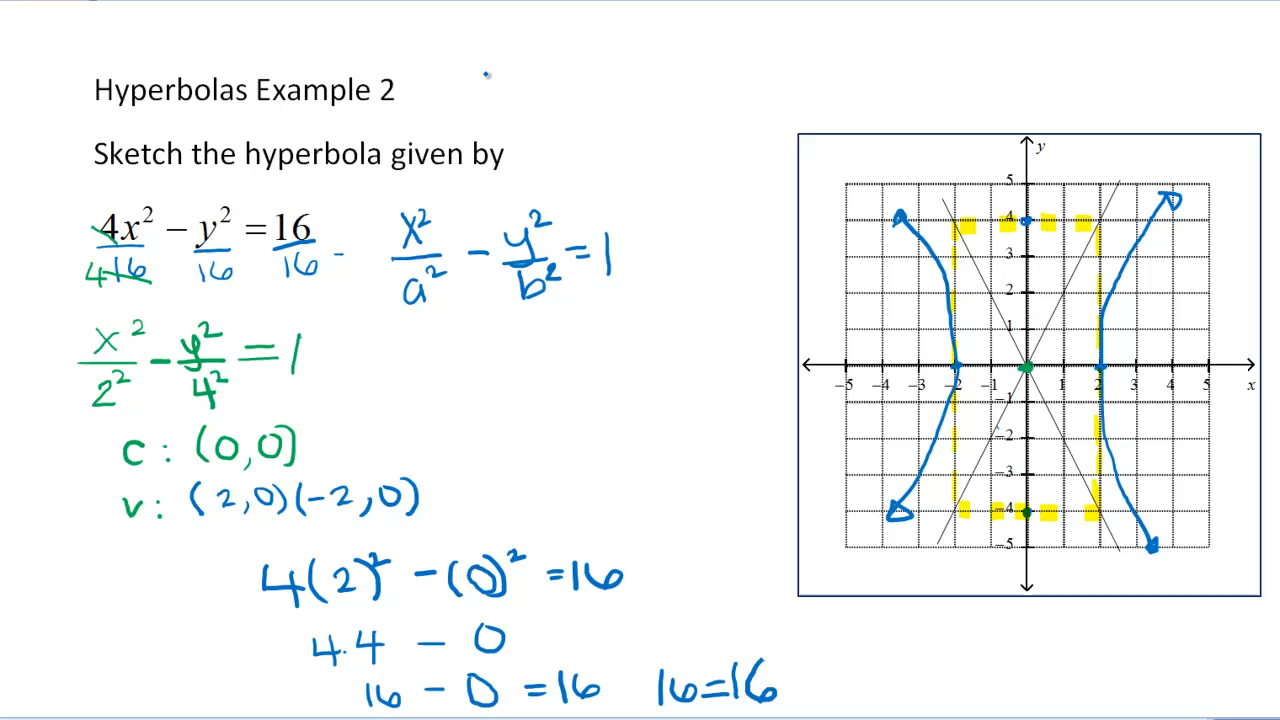 Hyperbolas Example 2
Sketch the hyperbola given by
4x² − y² = 16
4 16 16 16 -
x²/a² − y²/b² = 1
x²/2² − y²/4² = 1
c : (0,0)
v : (2,0)(−2,0)
4(2)² − (0)² = 16
4·4 − 0
16 − 0 = 16 16=16
y
5
4
3
2
1
−5 −4 −3 −2 −1 1 2 3 4 5 x
−1
−2
−3
−4
−5